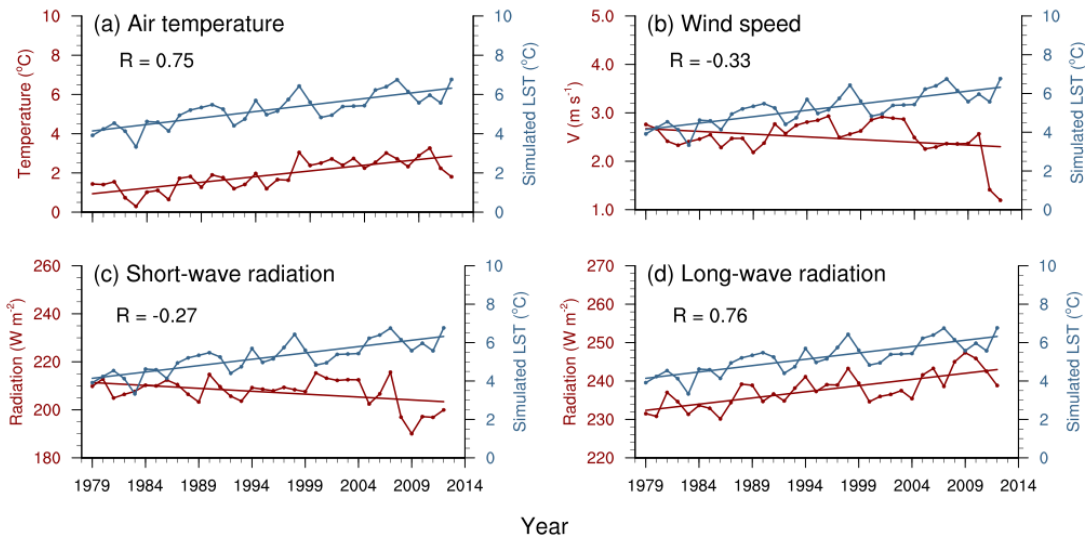 (a) Air temperature
R = 0.75
Temperature (°C)
10
8
6
4
2
0
Simulated LST (°C)
10
8
6
4
2
0
(b) Wind speed
R = -0.33
V (m s-1)
5.0
4.0
3.0
2.0
1.0
Simulated LST (°C)
10
8
6
4
2
0
(c) Short-wave radiation
R = -0.27
Radiation (W m-2)
260
240
220
200
180
Simulated LST (°C)
10
8
6
4
2
0
1979 1984 1989 1994 1999 2004 2009 2014
(d) Long-wave radiation
R = 0.76
Radiation (W m-2)
270
260
250
240
230
220
Simulated LST (°C)
10
8
6
4
2
0
1979 1984 1989 1994 1999 2004 2009 2014
Year